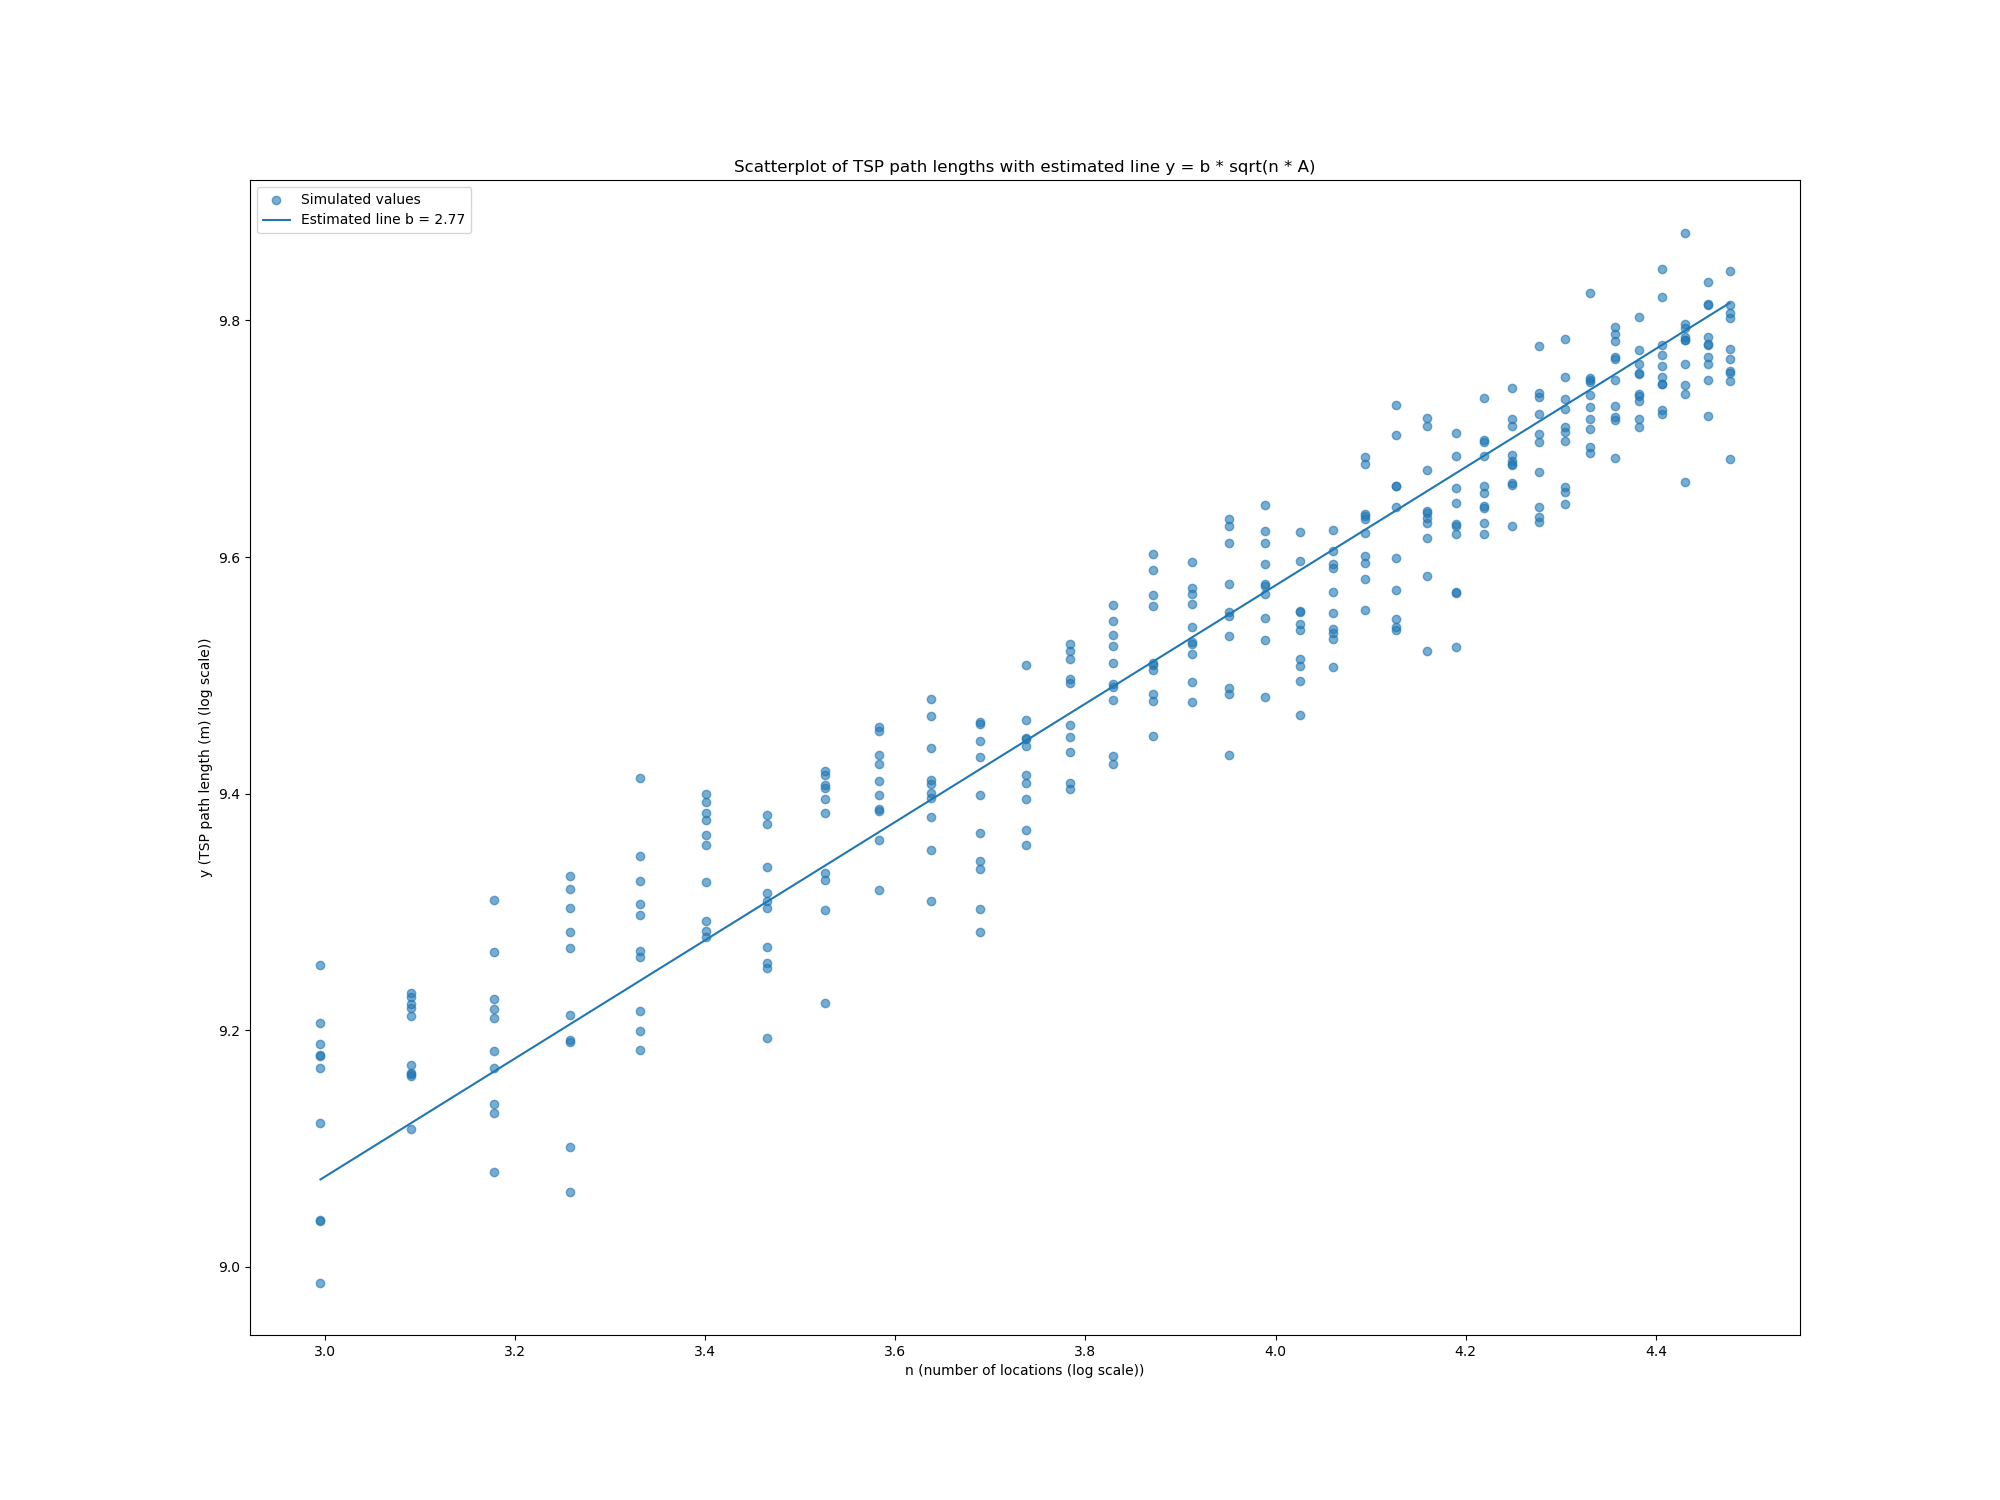 Scatterplot of TSP path lengths with estimated line y = b * sqrt(n * A)
Simulated values
Estimated line b = 2.77
9.8
9.6
9.4
9.2
9.0
y (TSP path length (m) (log scale))
3.0 3.2 3.4 3.6 3.8 4.0 4.2 4.4
n (number of locations (log scale))